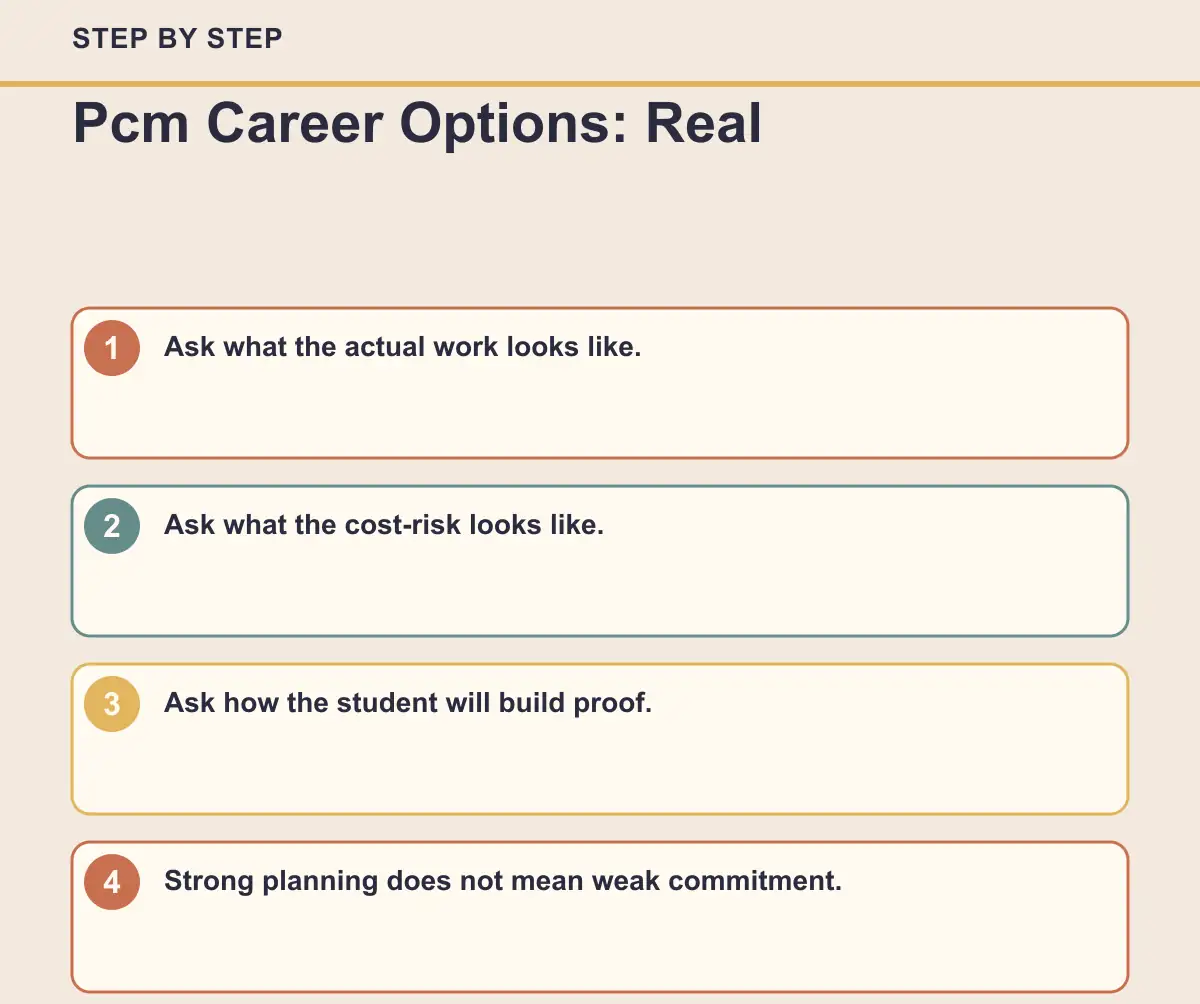 STEP BY STEP
Pcm Career Options: Real
1 Ask what the actual work looks like.
2 Ask what the cost-risk looks like.
3 Ask how the student will build proof.
4 Strong planning does not mean weak commitment.